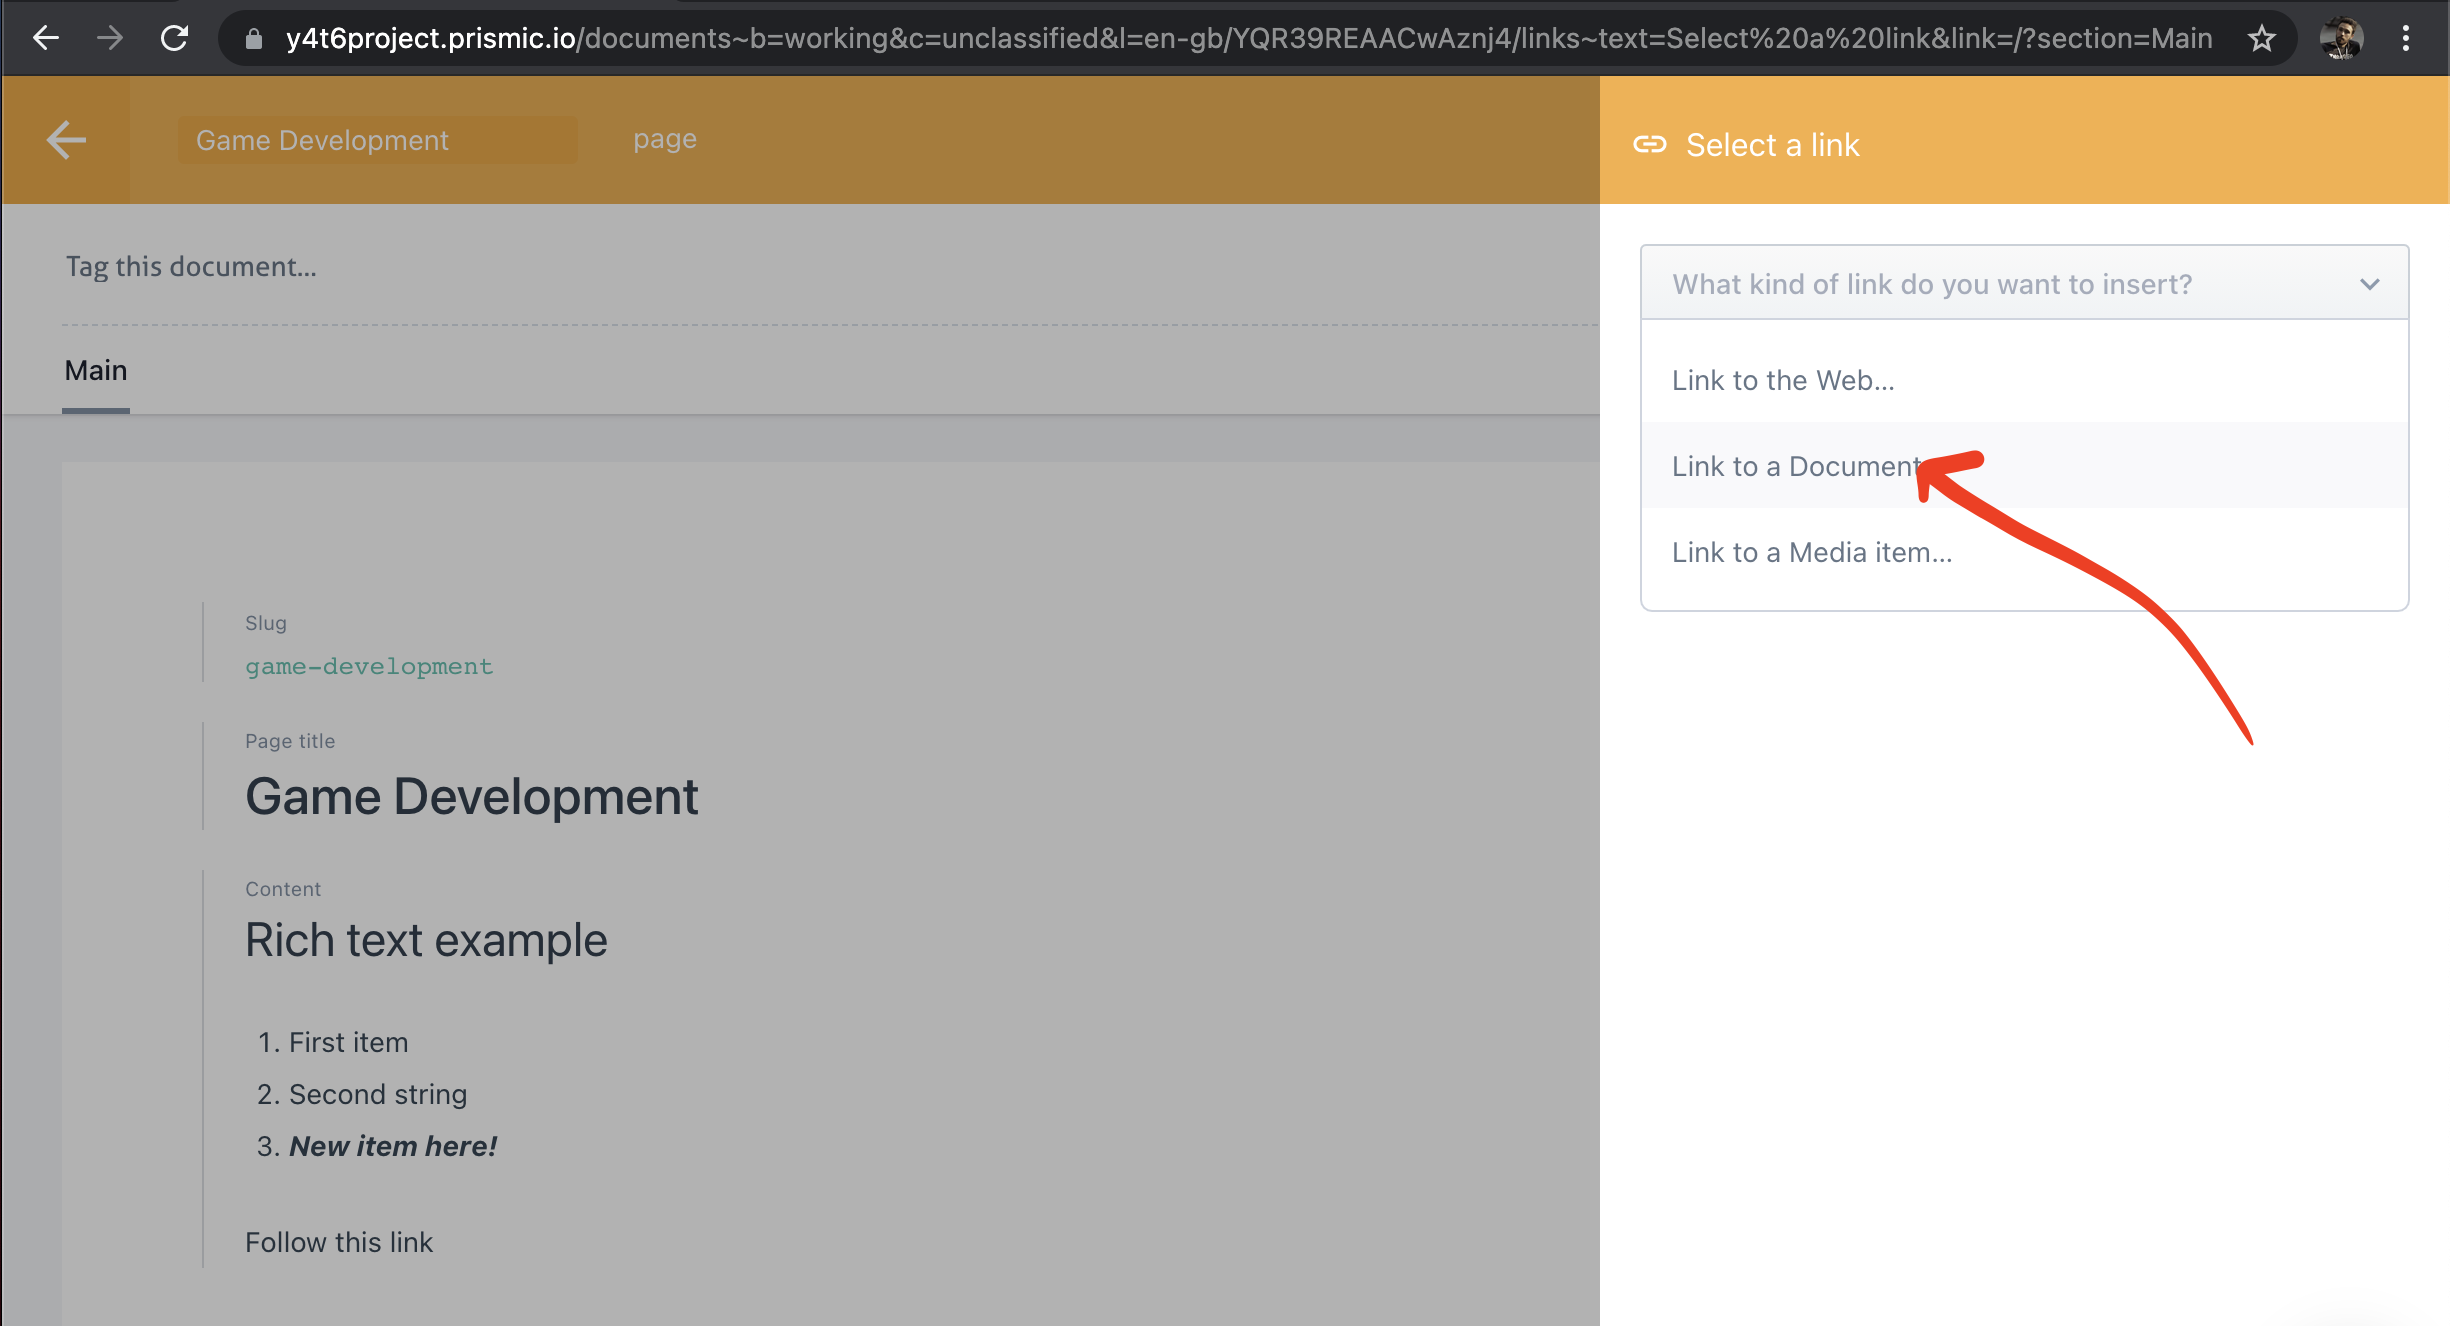 y4t6project.prismic.io/documents~b=working&c=unclassified&l=en-gb/YQR39REAACwAznj4/links~text=Select%20a%20link&link=/?section=Main
Game Development
page
Select a link
Tag this document...
What kind of link do you want to insert?
Main
Link to the Web...
Link to a Document
Link to a Media item...
Slug
game-development
Page title
Game Development
Content
Rich text example
1. First item
2. Second string
3. New item here!
Follow this link